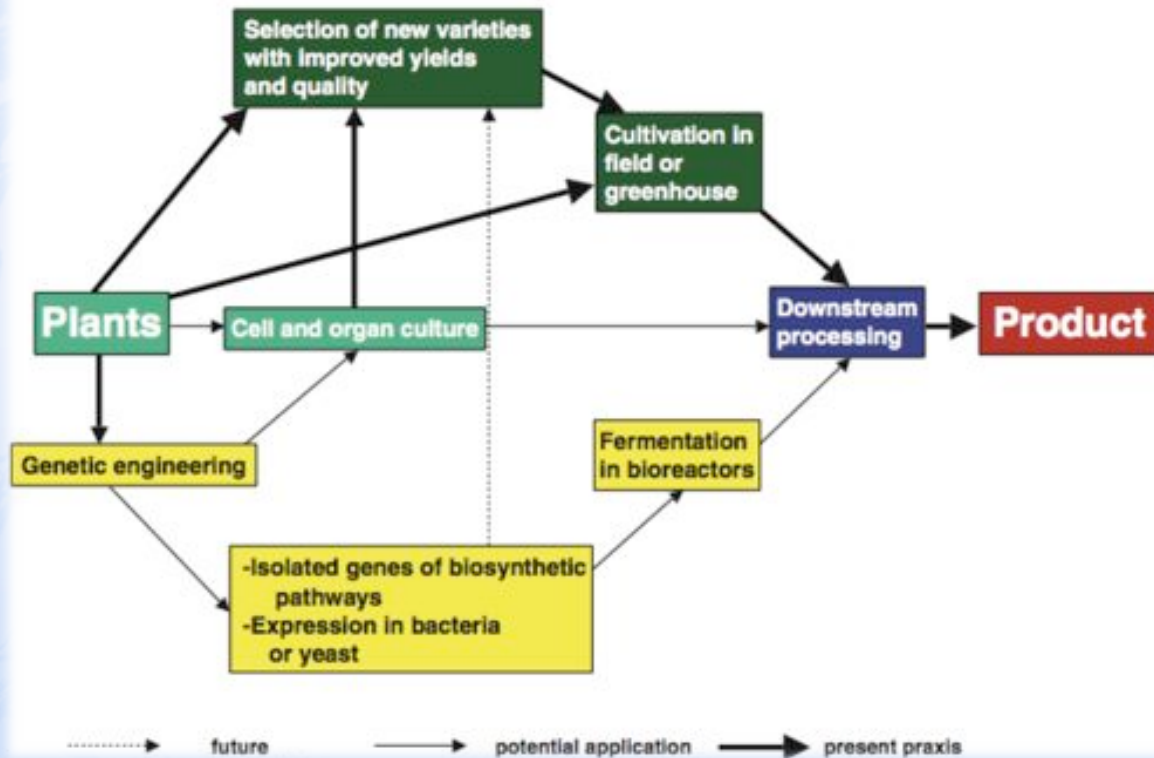 Selection of new varieties
with improved yields
and quality
Cultivation in
field or
greenhouse
Plants
Cell and organ culture
Downstream
processing
Product
Genetic engineering
Fermentation
in bioreactors
-Isolated genes of biosynthetic
pathways
-Expression in bacteria
or yeast
future
potential application
present praxis